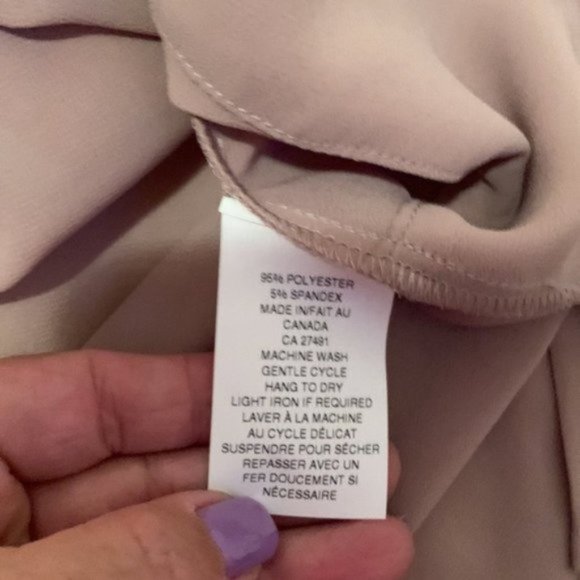 95% POLYESTER
5% SPANDEX
MADE IN/FAIT AU
CANADA
CA 27491
MACHINE WASH
GENTLE CYCLE
HANG TO DRY
LIGHT IRON IF REQUIRED
LAVER À LA MACHINE
AU CYCLE DÉLICAT
SUSPENDRE POUR SÉCHER
REPASSER AVEC UN
FER DOUCEMENT SI
NÉCESSAIRE